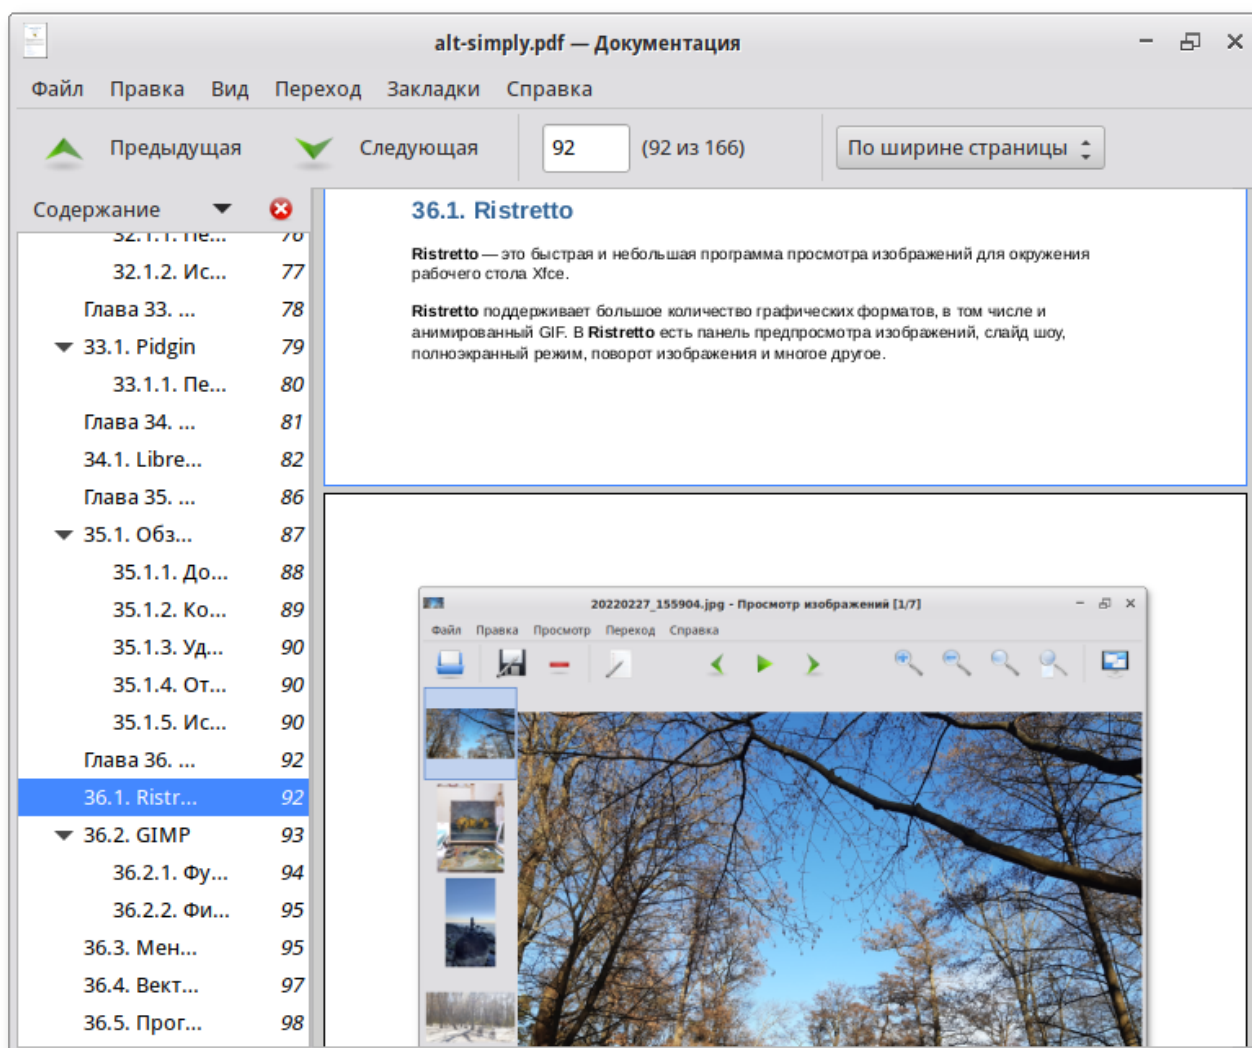 alt-simply.pdf — Документация
Файл Правка Вид Переход Закладки Справка
Предыдущая Следующая 92 (92 из 166) По ширине страницы
Содержание
32.1.1. Пе... 76
32.1.2. Ис... 77
Глава 33. ... 78
33.1. Pidgin 79
33.1.1. Пе... 80
Глава 34. ... 81
34.1. Libre... 82
Глава 35. ... 86
35.1. Обз... 87
35.1.1. До... 88
35.1.2. Ко... 89
35.1.3. Уд... 90
35.1.4. От... 90
35.1.5. Ис... 90
Глава 36. ... 92
36.1. Ristr... 92
36.2. GIMP 93
36.2.1. Фу... 94
36.2.2. Фи... 95
36.3. Мен... 95
36.4. Вект... 97
36.5. Прог... 98
36.1. Ristretto
Ristretto — это быстрая и небольшая программа просмотра изображений для окружения
рабочего стола Xfce.
Ristretto поддерживает большое количество графических форматов, в том числе и
анимированный GIF. В Ristretto есть панель предпросмотра изображений, слайд шоу,
полноэкранный режим, поворот изображения и многое другое.
20220227_155904.jpg - Просмотр изображений [1/7]
Файл Правка Просмотр Переход Справка